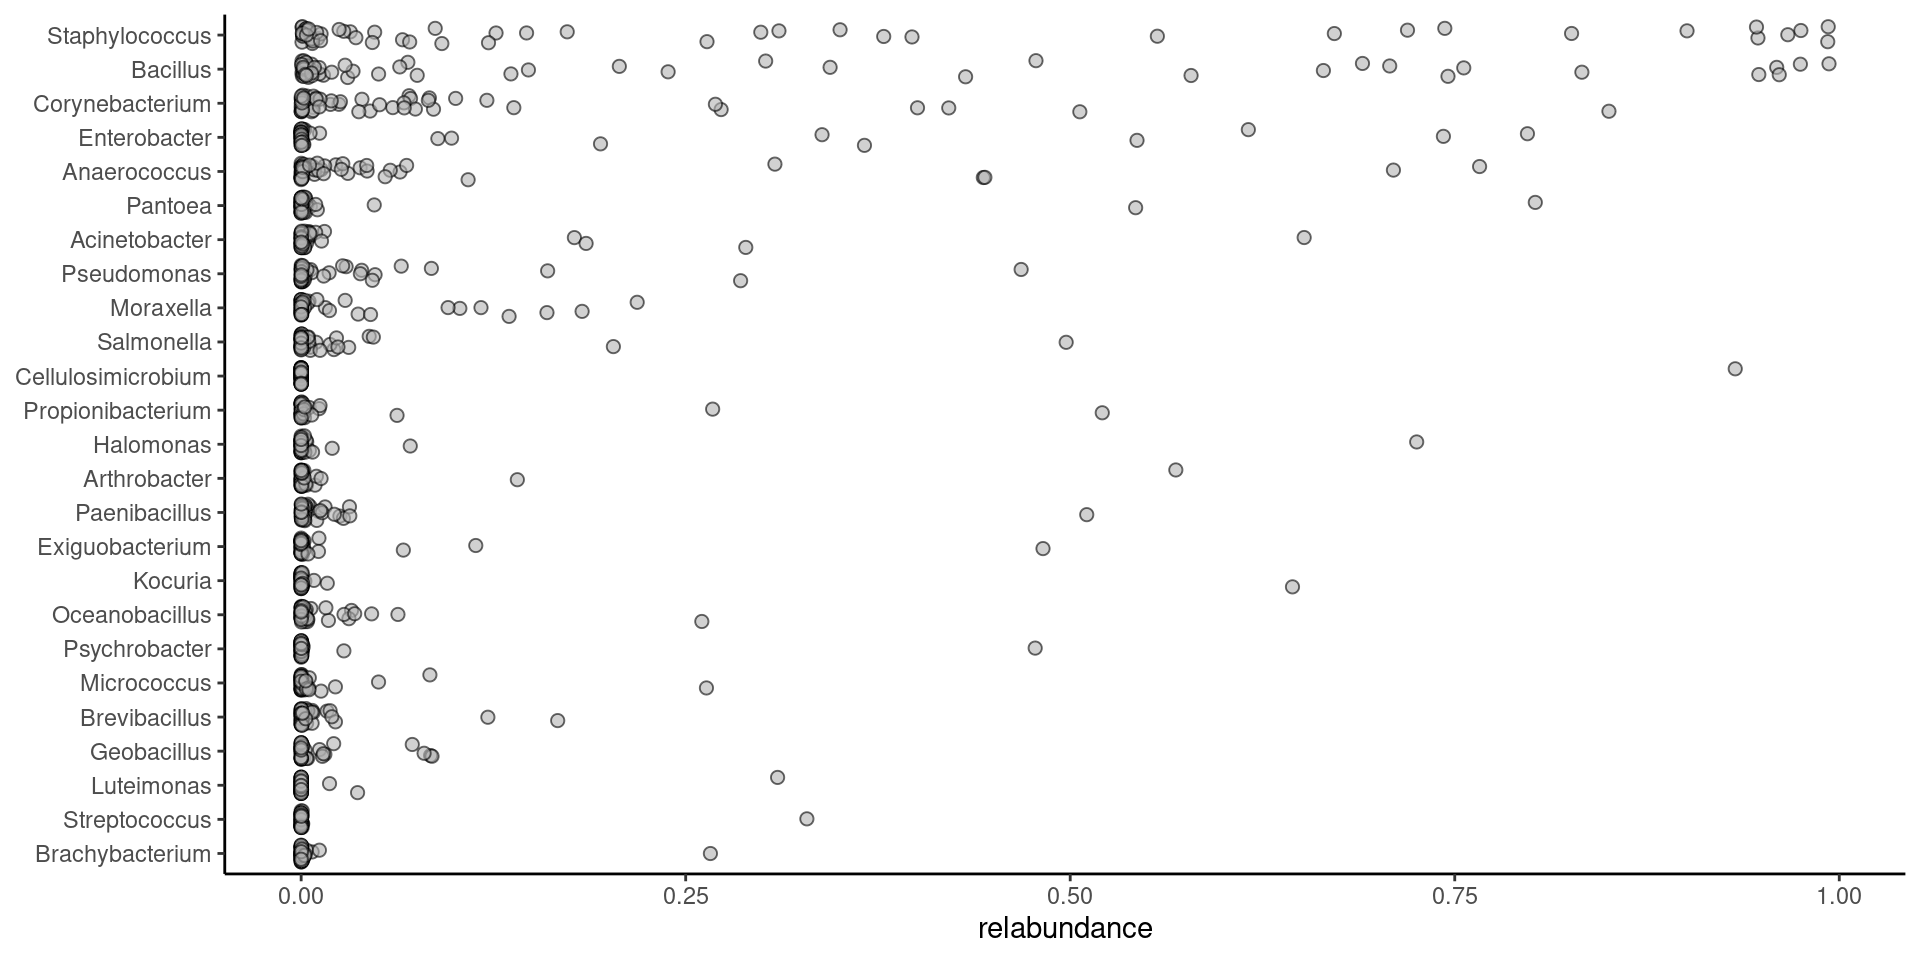 Staphylococcus
Bacillus
Corynebacterium
Enterobacter
Anaerococcus
Pantoea
Acinetobacter
Pseudomonas
Moraxella
Salmonella
Cellulosimicrobium
Propionibacterium
Halomonas
Arthrobacter
Paenibacillus
Exiguobacterium
Kocuria
Oceanobacillus
Psychrobacter
Micrococcus
Brevibacillus
Geobacillus
Luteimonas
Streptococcus
Brachybacterium
0.00 0.25 0.50 0.75 1.00
relabundance